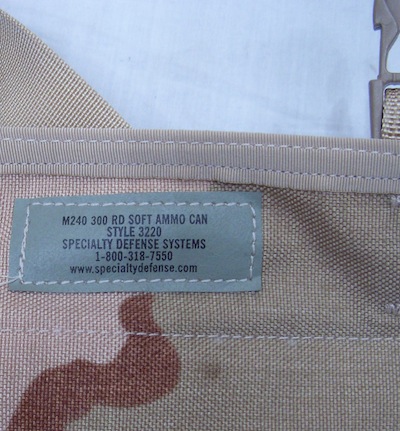 M240 300 RD SOFT AMMO CAN
STYLE 3220
SPECIALTY DEFENSE SYSTEMS
1-800-318-7550
www.specialtydefense.com